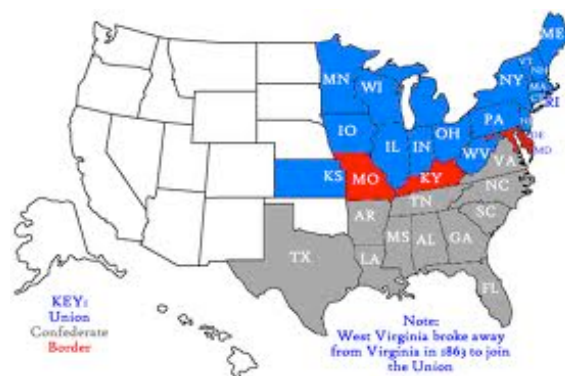 ME
VT
NH
MN
WI
NY
MA
RI
IO
PA
NJ
IL
IN
OH
DE
MD
KS
MO
KY
WV
VA
NC
TN
SC
AR
MS
AL
GA
LA
TX
FL
KEY:
Union
Confederate
Border
Note:
West Virginia broke away
from Virginia in 1863 to join
the Union